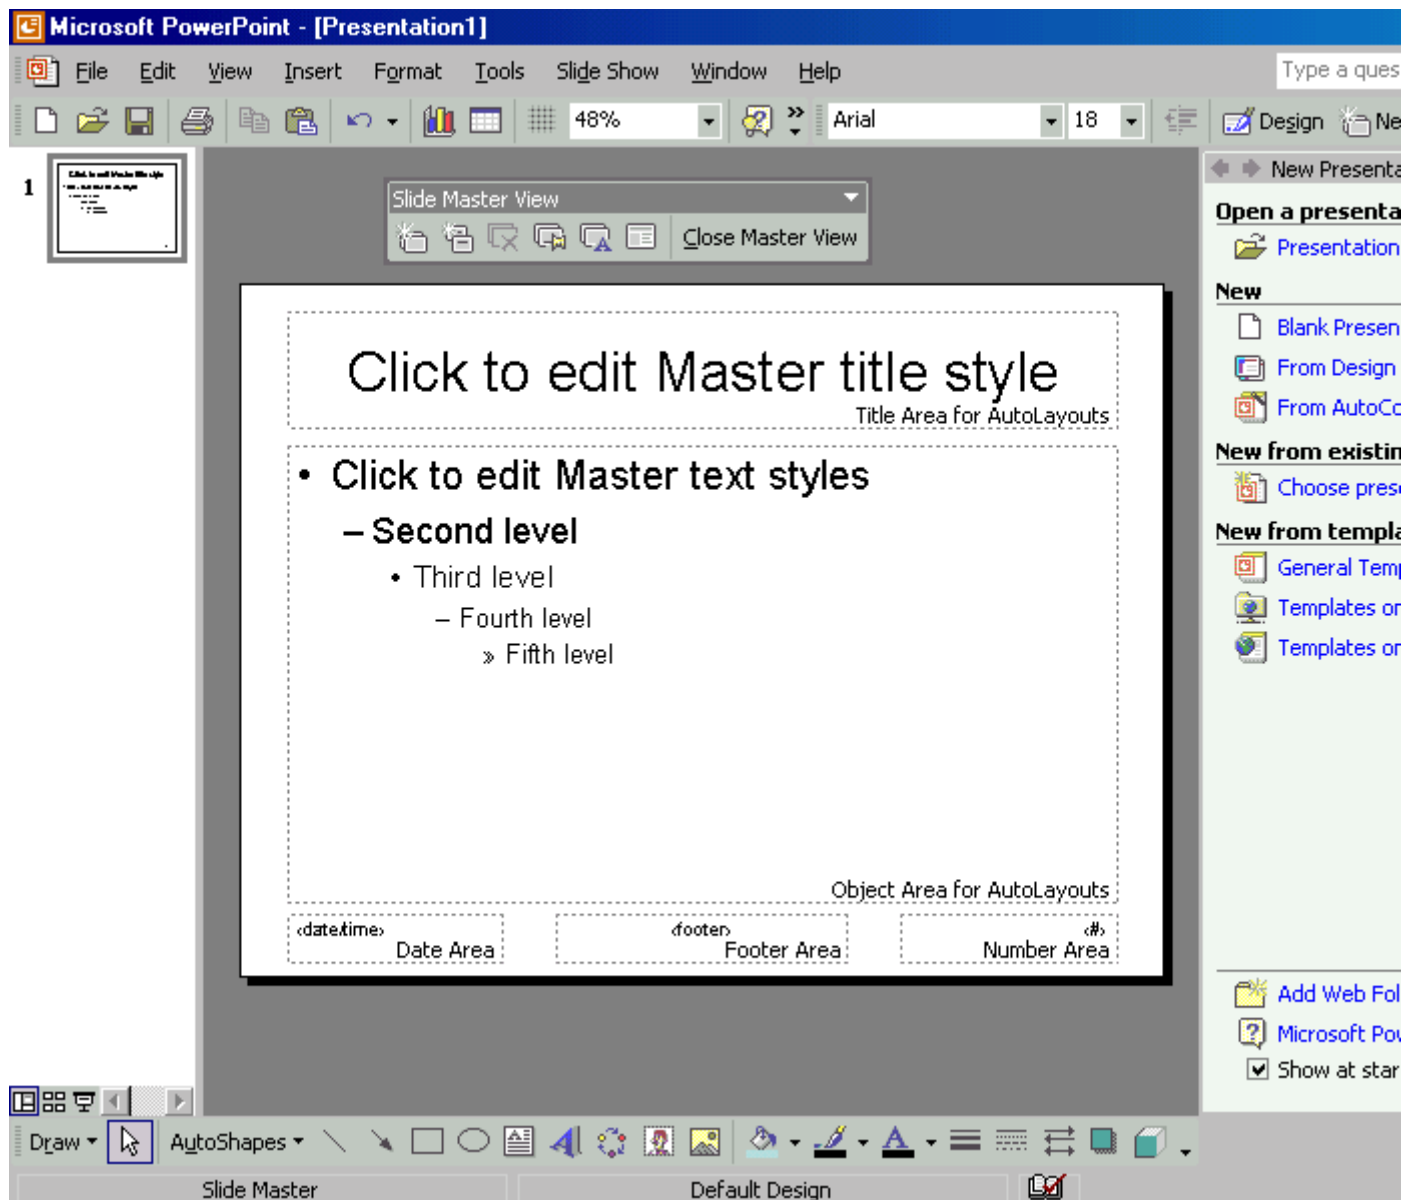 Microsoft PowerPoint - [Presentation1]
File Edit View Insert Format Tools Slide Show Window Help Type a ques
48% Arial 18 Design Ne
1
Slide Master View
Close Master View
Click to edit Master title style
Title Area for AutoLayouts
• Click to edit Master text styles
– Second level
• Third level
– Fourth level
» Fifth level
Object Area for AutoLayouts
<date/time>
Date Area
<footer>
Footer Area
<#>
Number Area
New Presenta
Open a presenta
Presentation
New
Blank Presen
From Design
From AutoCo
New from existin
Choose pres
New from templa
General Temp
Templates or
Templates or
Add Web Fol
Microsoft Pow
Show at star
Draw AutoShapes
Slide Master Default Design